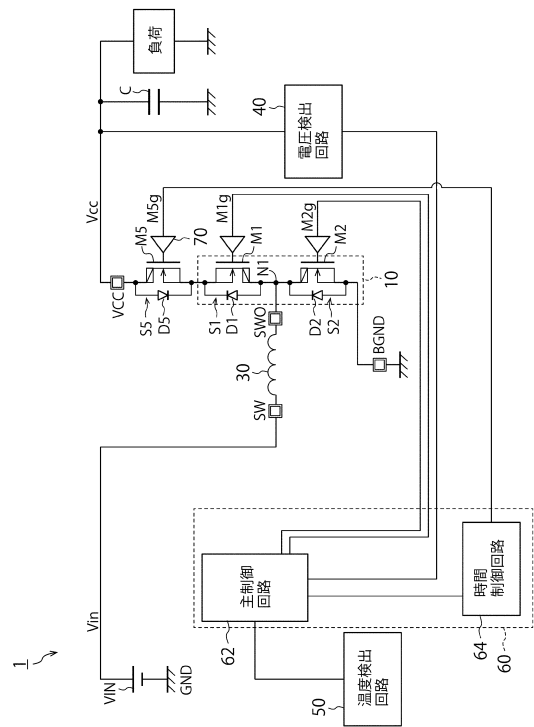 1
Vin
VIN
GND
Vcc
VCC
C
負荷
40
電圧検出
回路
M5
M5g
70
S5
D5
M1g
M1
S1
D1
N1
M2g
M2
D2
S2
10
SWO
30
SW
BGND
主制御
回路
62
時間
制御回路
64
60
50
温度検出
回路